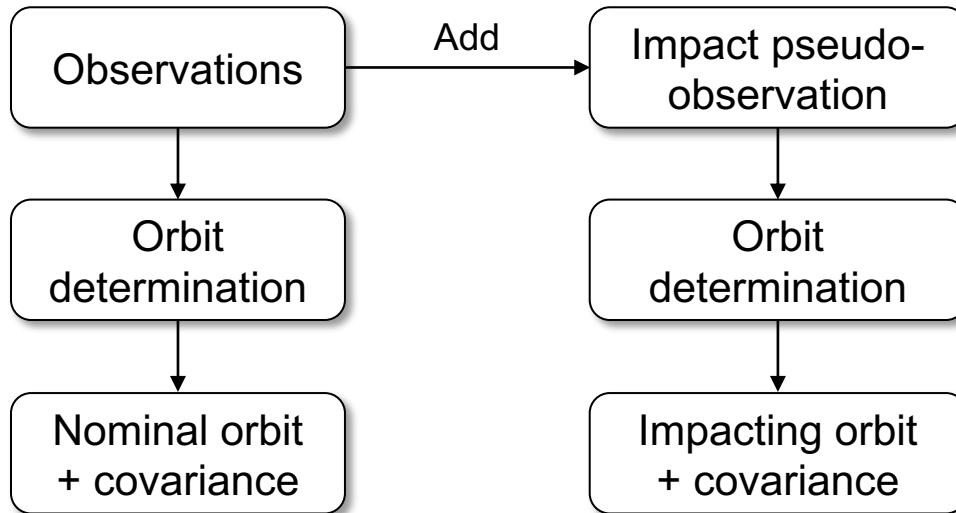 Observations
Add
Impact pseudo-
observation
Orbit
determination
Orbit
determination
Nominal orbit
+ covariance
Impacting orbit
+ covariance